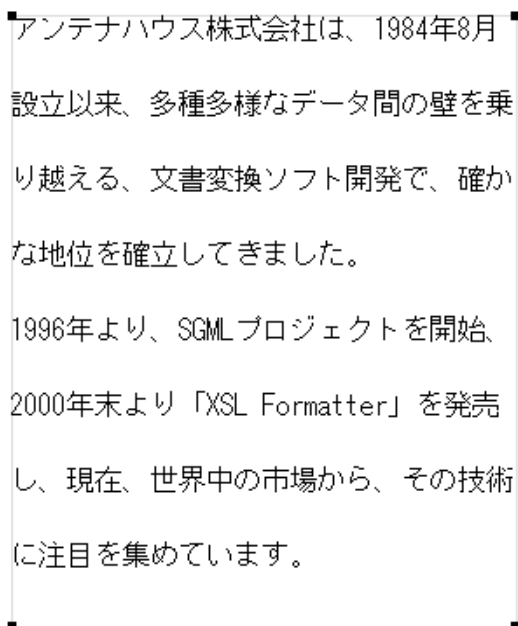 アンテナハウス株式会社は、1984年8月
設立以来、多種多様なデータ間の壁を乗
り越える、文書変換ソフト開発で、確か
な地位を確立してきました。
1996年より、SGMLプロジェクトを開始、
2000年末より「XSL Formatter」を発売
し、現在、世界中の市場から、その技術
に注目を集めています。